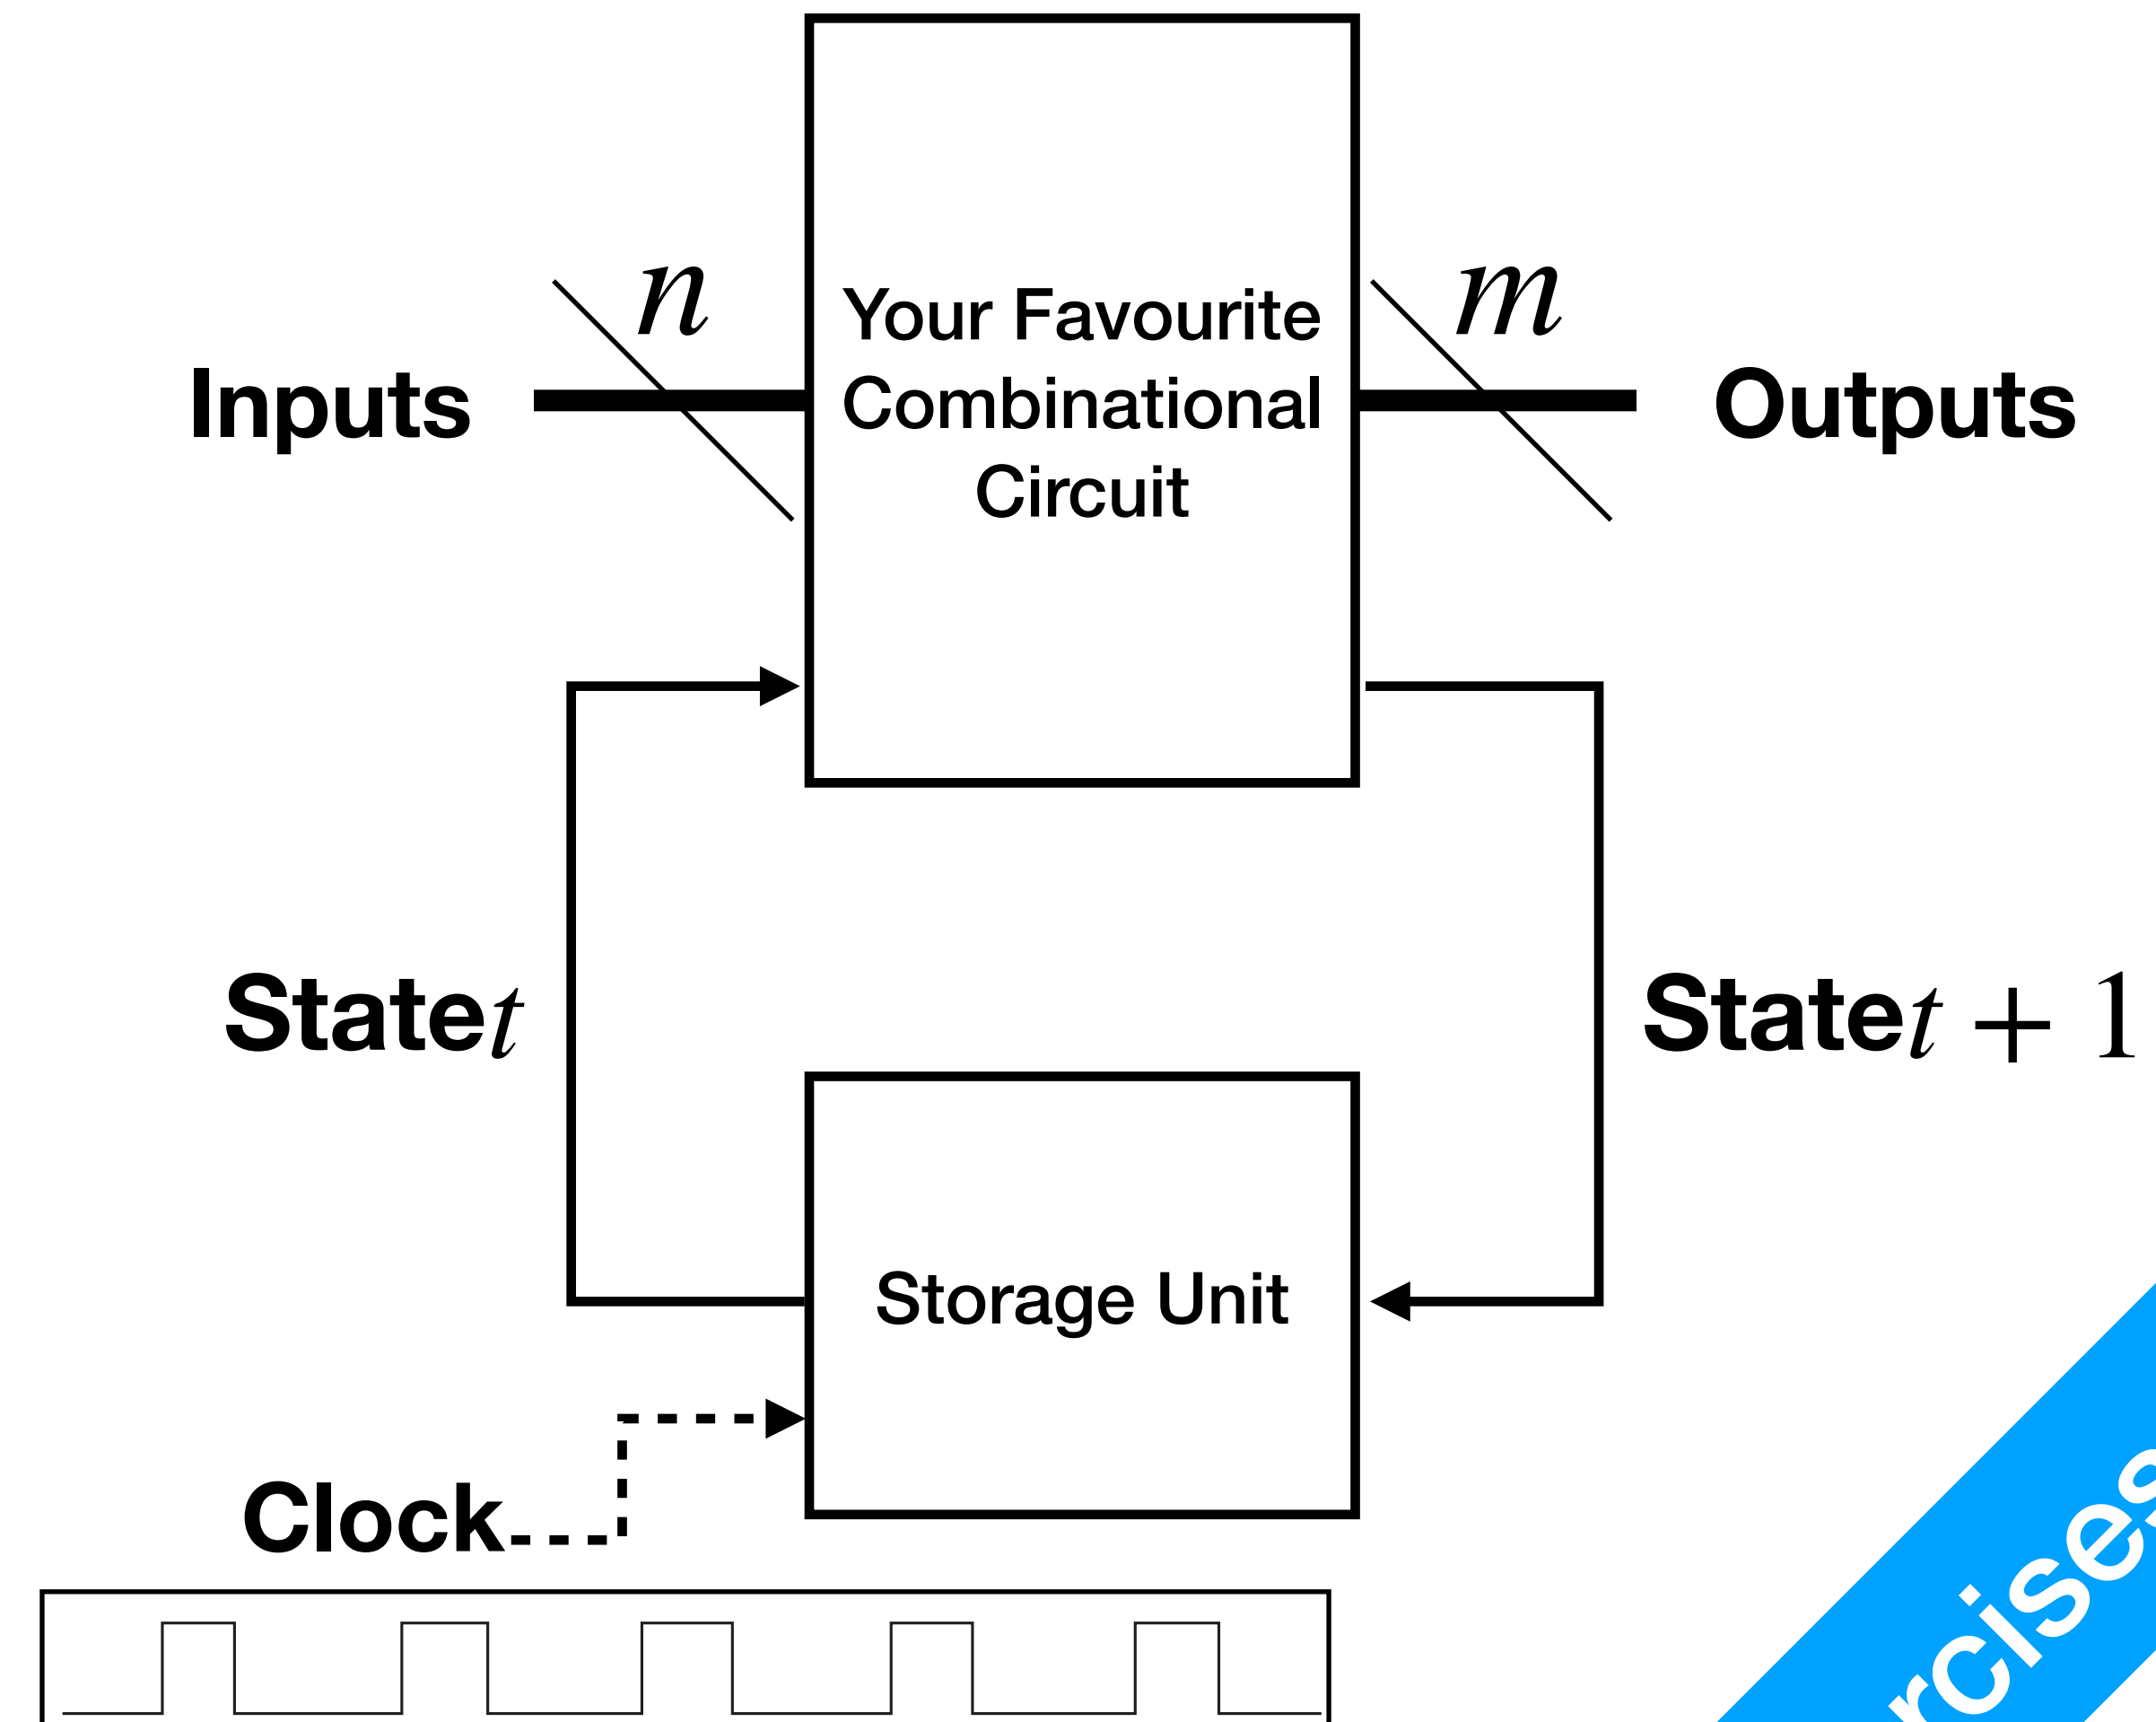 n
m
Your Favourite
Combinational
Circuit
Inputs
Outputs
State t
State t + 1
Storage Unit
Clock
rcises